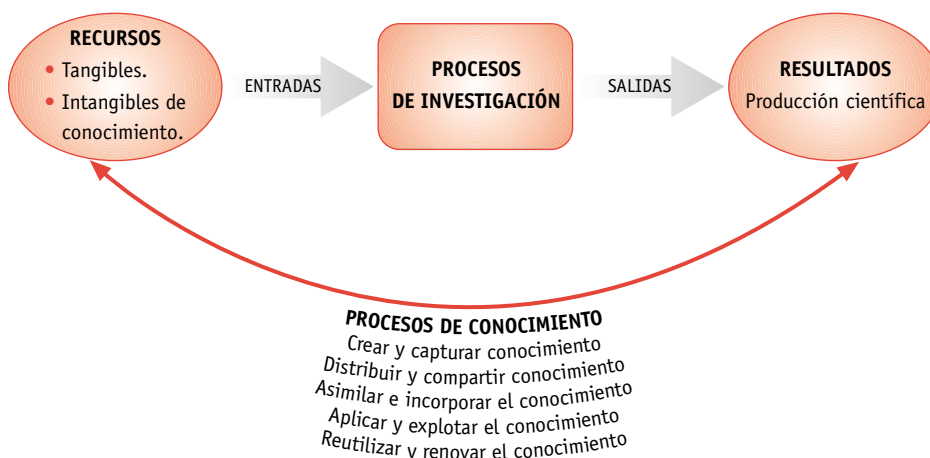 RECURSOS
• Tangibles.
• Intangibles de
conocimiento.
ENTRADAS
PROCESOS
DE INVESTIGACIÓN
SALIDAS
RESULTADOS
Producción científica
PROCESOS DE CONOCIMIENTO
Crear y capturar conocimiento
Distribuir y compartir conocimiento
Asimilar e incorporar el conocimiento
Aplicar y explotar el conocimiento
Reutilizar y renovar el conocimiento